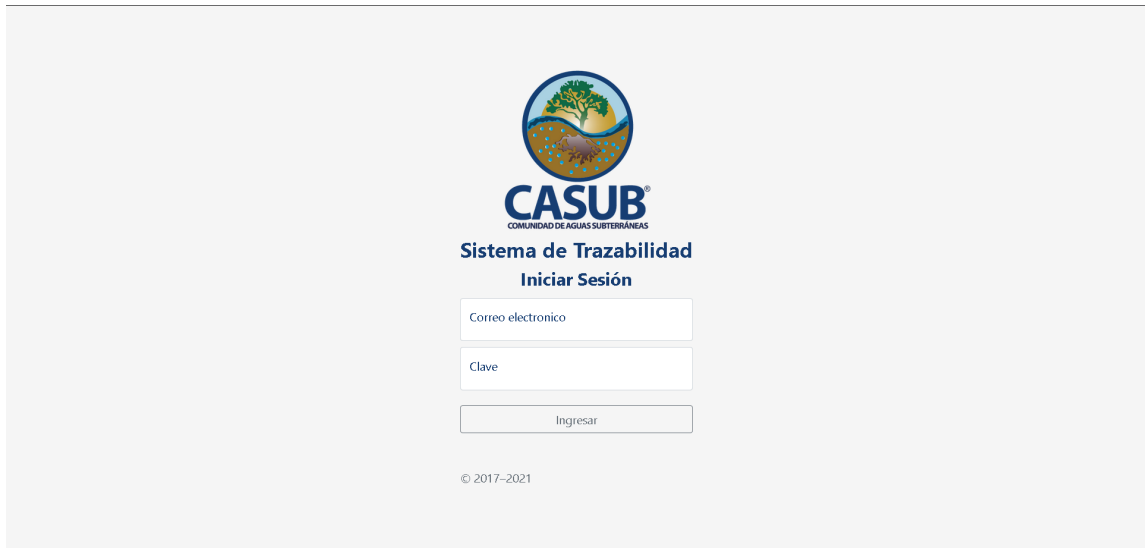 CASUB®
COMUNIDAD DE AGUAS SUBTERRÁNEAS
Sistema de Trazabilidad
Iniciar Sesión
Correo electronico
Clave
Ingresar
© 2017–2021